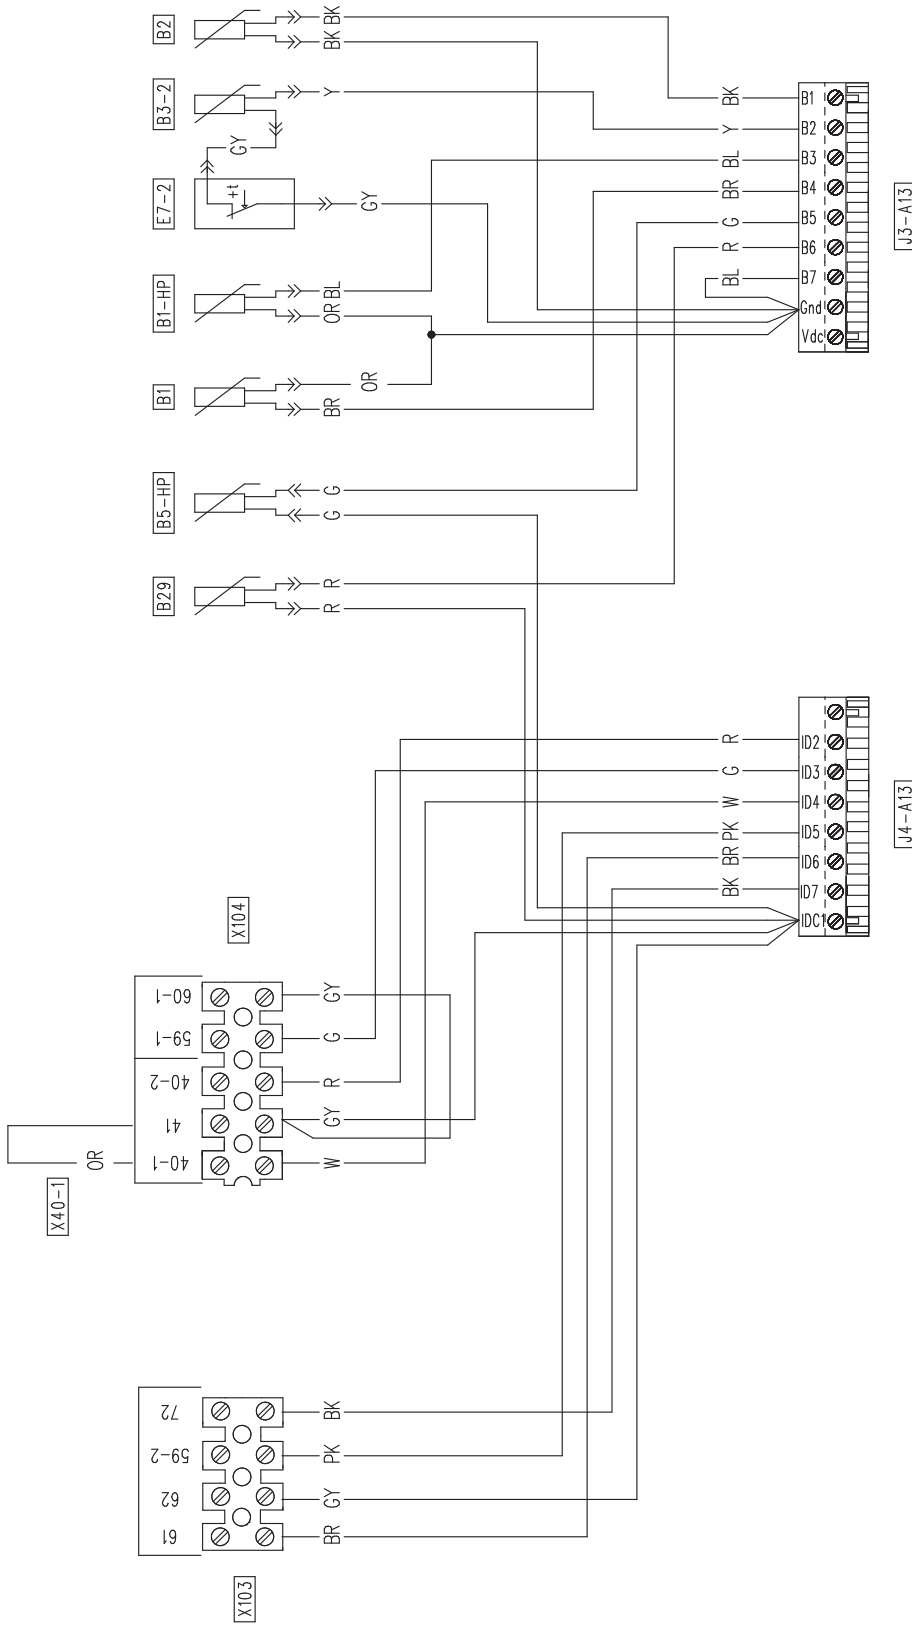 B2
BK
BK
B3-2
Y
GY
E7-2
+t
GY
B1-HP
BL
OR
B1
OR
BR
B5-HP
G
G
B29
R
R
BK
Y
BL
BR
G
R
BL
B1
B2
B3
B4
B5
B6
B7
Gnd
Vdc
J3-A13
R
G
W
PK
BR
BK
ID2
ID3
ID4
ID5
ID6
ID7
IDC1
J4-A13
X104
60-1
59-1
40-2
41
40-1
GY
G
R
GY
W
OR
X40-1
72
59-2
62
61
BK
PK
GY
BR
X103